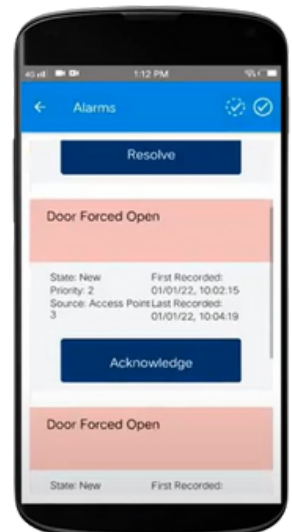 1:12 PM
Alarms
Resolve
Door Forced Open
State: New
Priority: 2
Source: Access Point
3
First Recorded:
01/01/22, 10:02:15
Last Recorded:
01/01/22, 10:04:19
Acknowledge
Door Forced Open
State: New
First Recorded: